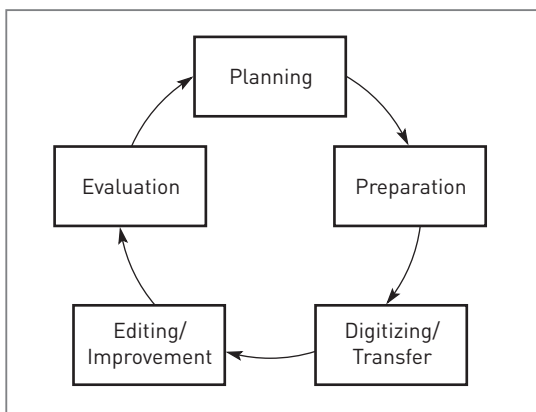 Planning
Preparation
Digitizing/
Transfer
Editing/
Improvement
Evaluation